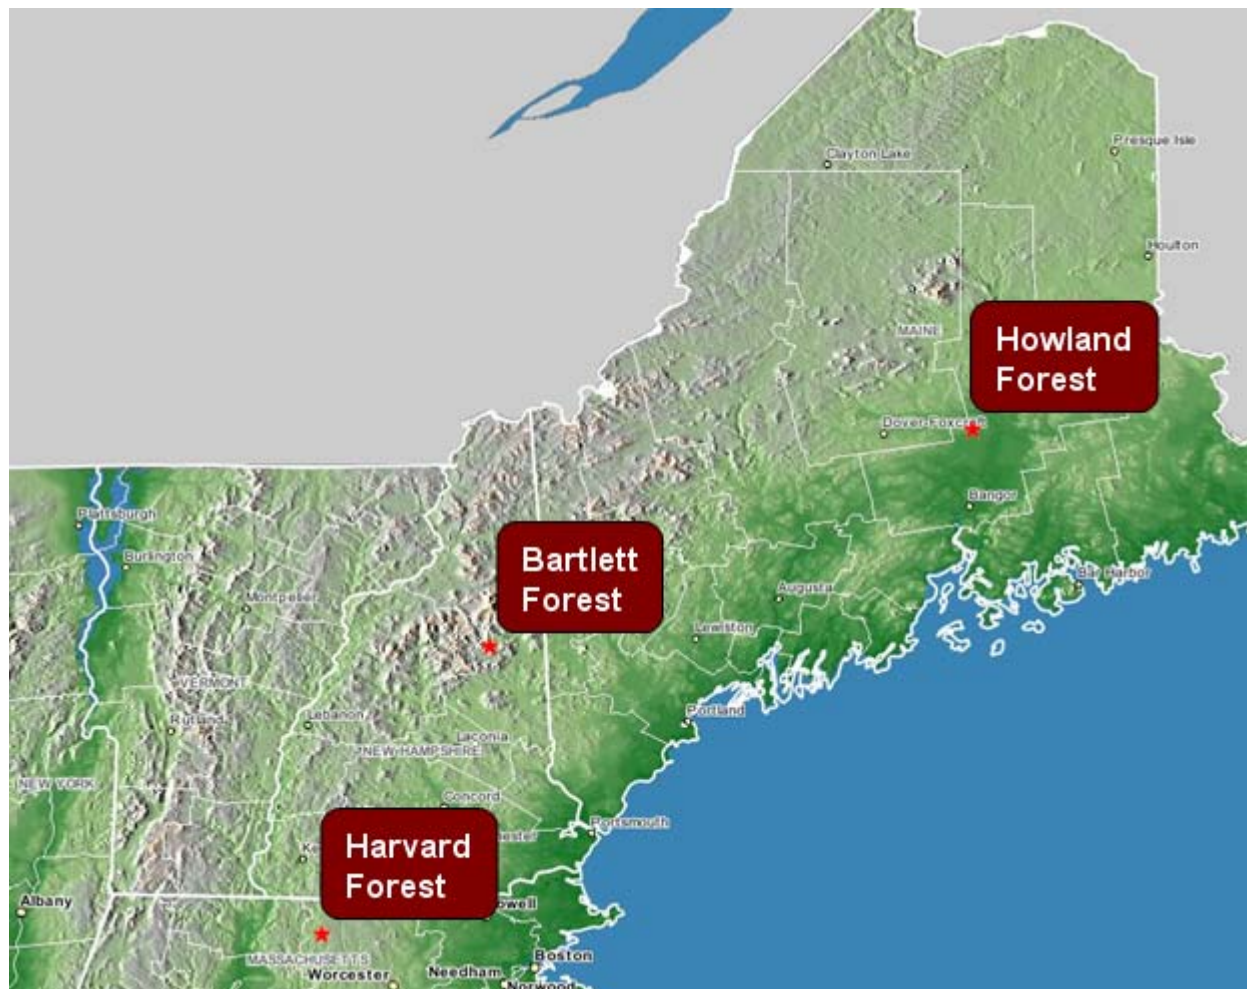 Clayton Lake
Presque Isle
Houlton
MAINE
Howland
Forest
Dover-Foxcroft
Bangor
Plattsburgh
Burlington
Bartlett
Forest
Bar Harbor
Montpelier
Augusta
Lewiston
VERMONT
Lebanon
Portland
Rutland
Laconia
NEW HAMPSHIRE
NEW YORK
Concord
Portsmouth
Harvard
Forest
Albany
MASSACHUSETTS
Boston
Worcester
Needham
Norwood